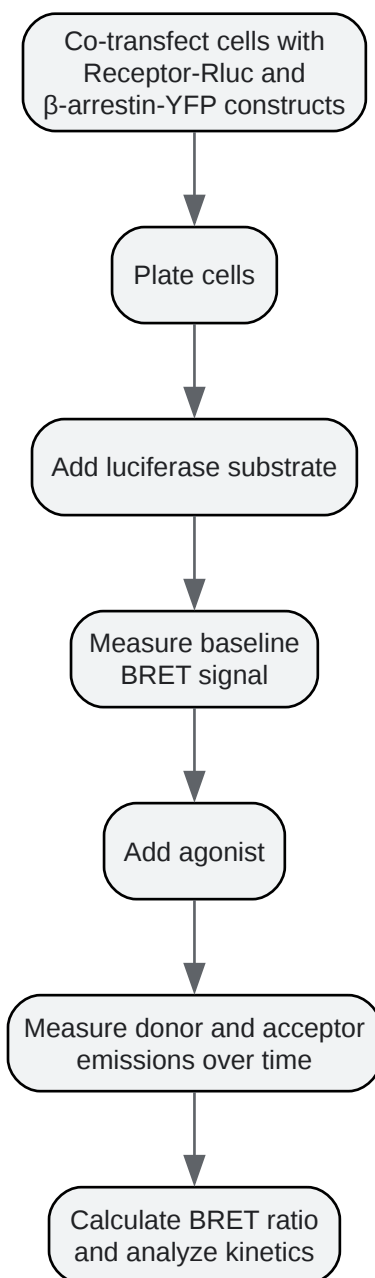 Co-transfect cells with
Receptor-Rluc and
β-arrestin-YFP constructs
Plate cells
Add luciferase substrate
Measure baseline
BRET signal
Add agonist
Measure donor and acceptor
emissions over time
Calculate BRET ratio
and analyze kinetics